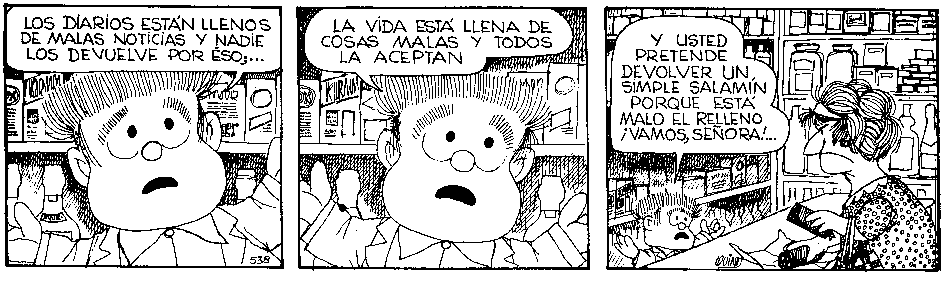 LOS DIARIOS ESTÁN LLENOS
DE MALAS NOTICIAS Y NADIE
LOS DEVUELVE POR ESO,...
538
LA VIDA ESTÁ LLENA DE
COSAS MALAS Y TODOS
LA ACEPTAN
Y USTED
PRETENDE
DEVOLVER UN
SIMPLE SALAMÍN
PORQUE ESTÁ
MALO EL RELLENO
¡VAMOS, SEÑORA!...
QUINO